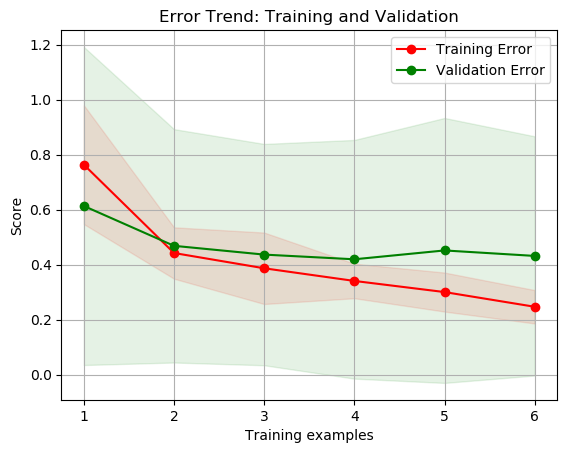 Error Trend: Training and Validation
Training Error
Validation Error
Score
1.2
1.0
0.8
0.6
0.4
0.2
0.0
1 2 3 4 5 6
Training examples